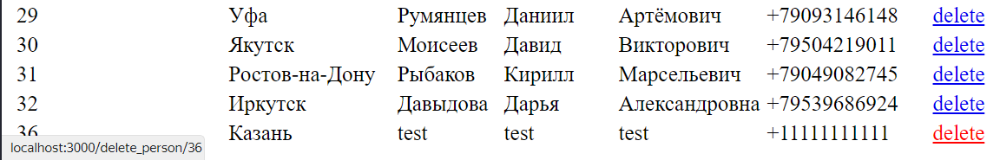 29 Уфа Румянцев Даниил Артёмович +79093146148 delete
30 Якутск Моисеев Давид Викторович +79504219011 delete
31 Ростов-на-Дону Рыбаков Кирилл Марсельевич +79049082745 delete
32 Иркутск Давыдова Дарья Александровна +79539686924 delete
36 Казань test test test +11111111111 delete
localhost:3000/delete_person/36